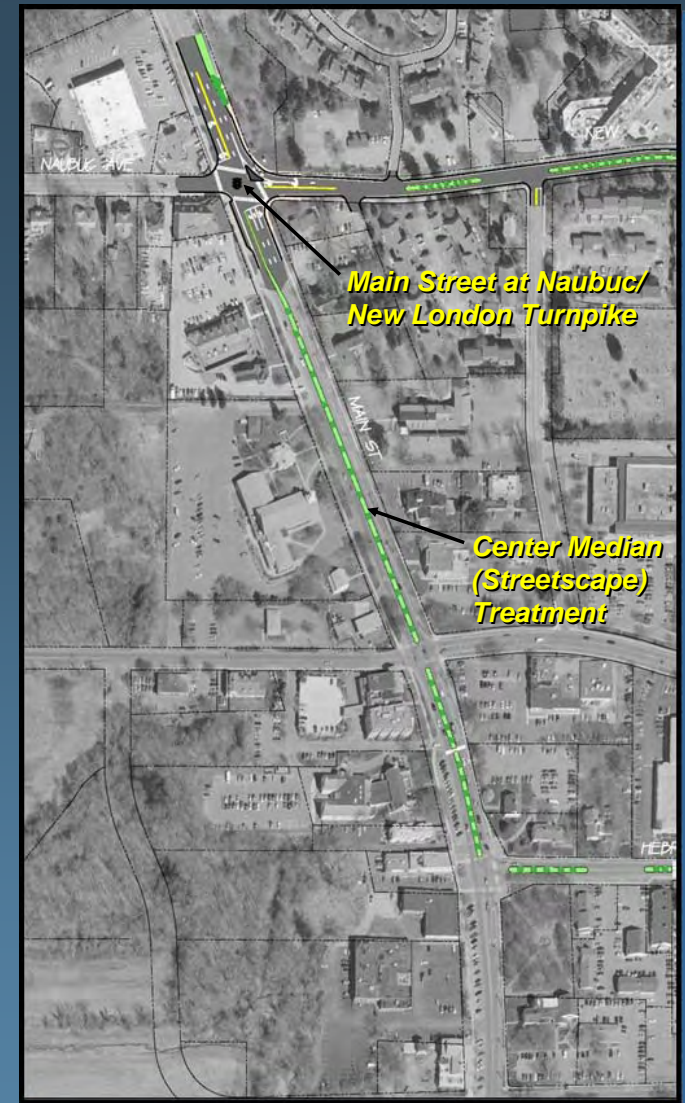 NAUBUC AVE
NEW
Main Street at Naubuc/
New London Turnpike
MAIN ST.
Center Median
(Streetscape)
Treatment
HEBR